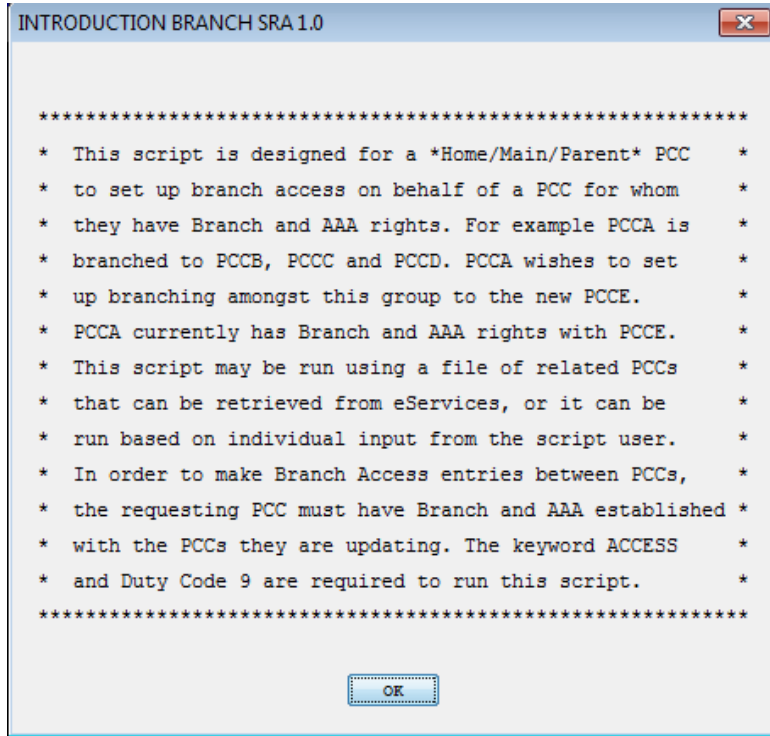 INTRODUCTION BRANCH SRA 1.0
************************************************************
* This script is designed for a *Home/Main/Parent* PCC *
* to set up branch access on behalf of a PCC for whom *
* they have Branch and AAA rights. For example PCCA is *
* branched to PCCB, PCCC and PCCD. PCCA wishes to set *
* up branching amongst this group to the new PCCE. *
* PCCA currently has Branch and AAA rights with PCCE. *
* This script may be run using a file of related PCCs *
* that can be retrieved from eServices, or it can be *
* run based on individual input from the script user. *
* In order to make Branch Access entries between PCCs, *
* the requesting PCC must have Branch and AAA established *
* with the PCCs they are updating. The keyword ACCESS *
* and Duty Code 9 are required to run this script. *
************************************************************
OK